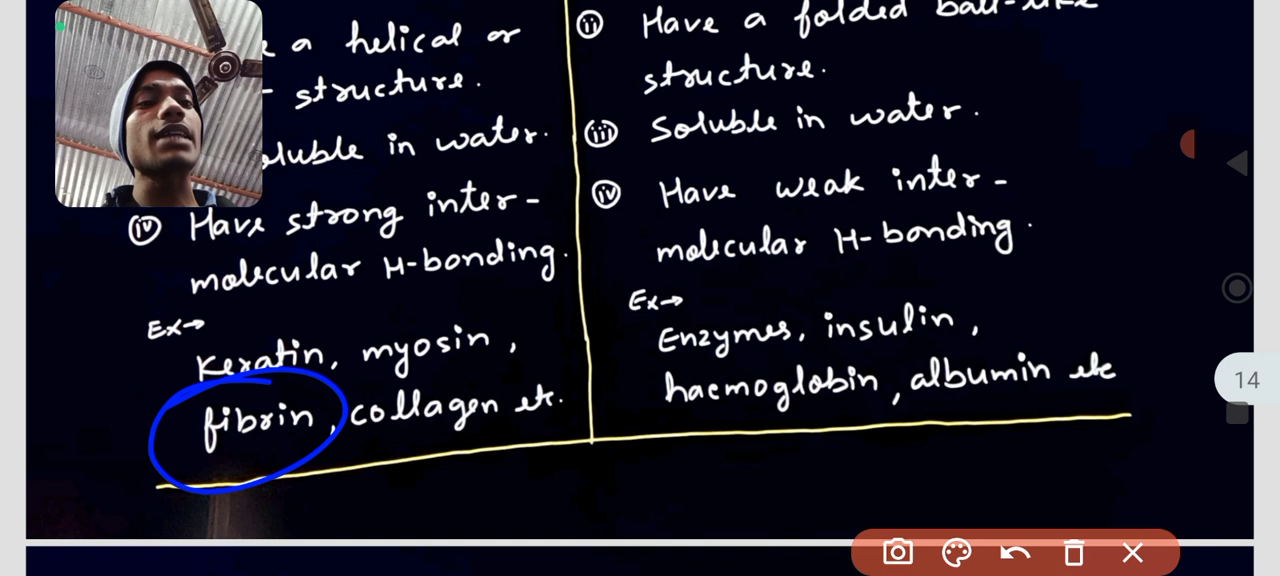 a helical or
structure.
in water.
(iv) Have strong inter-
molecular H-bonding.
Ex→
Keratin, myosin,
fibrin, collagen etc.
(ii) Have a folded ball-like
structure.
(iii) Soluble in water.
(iv) Have weak inter-
molecular H-bonding.
Ex→
Enzymes, insulin,
haemoglobin, albumin etc
14